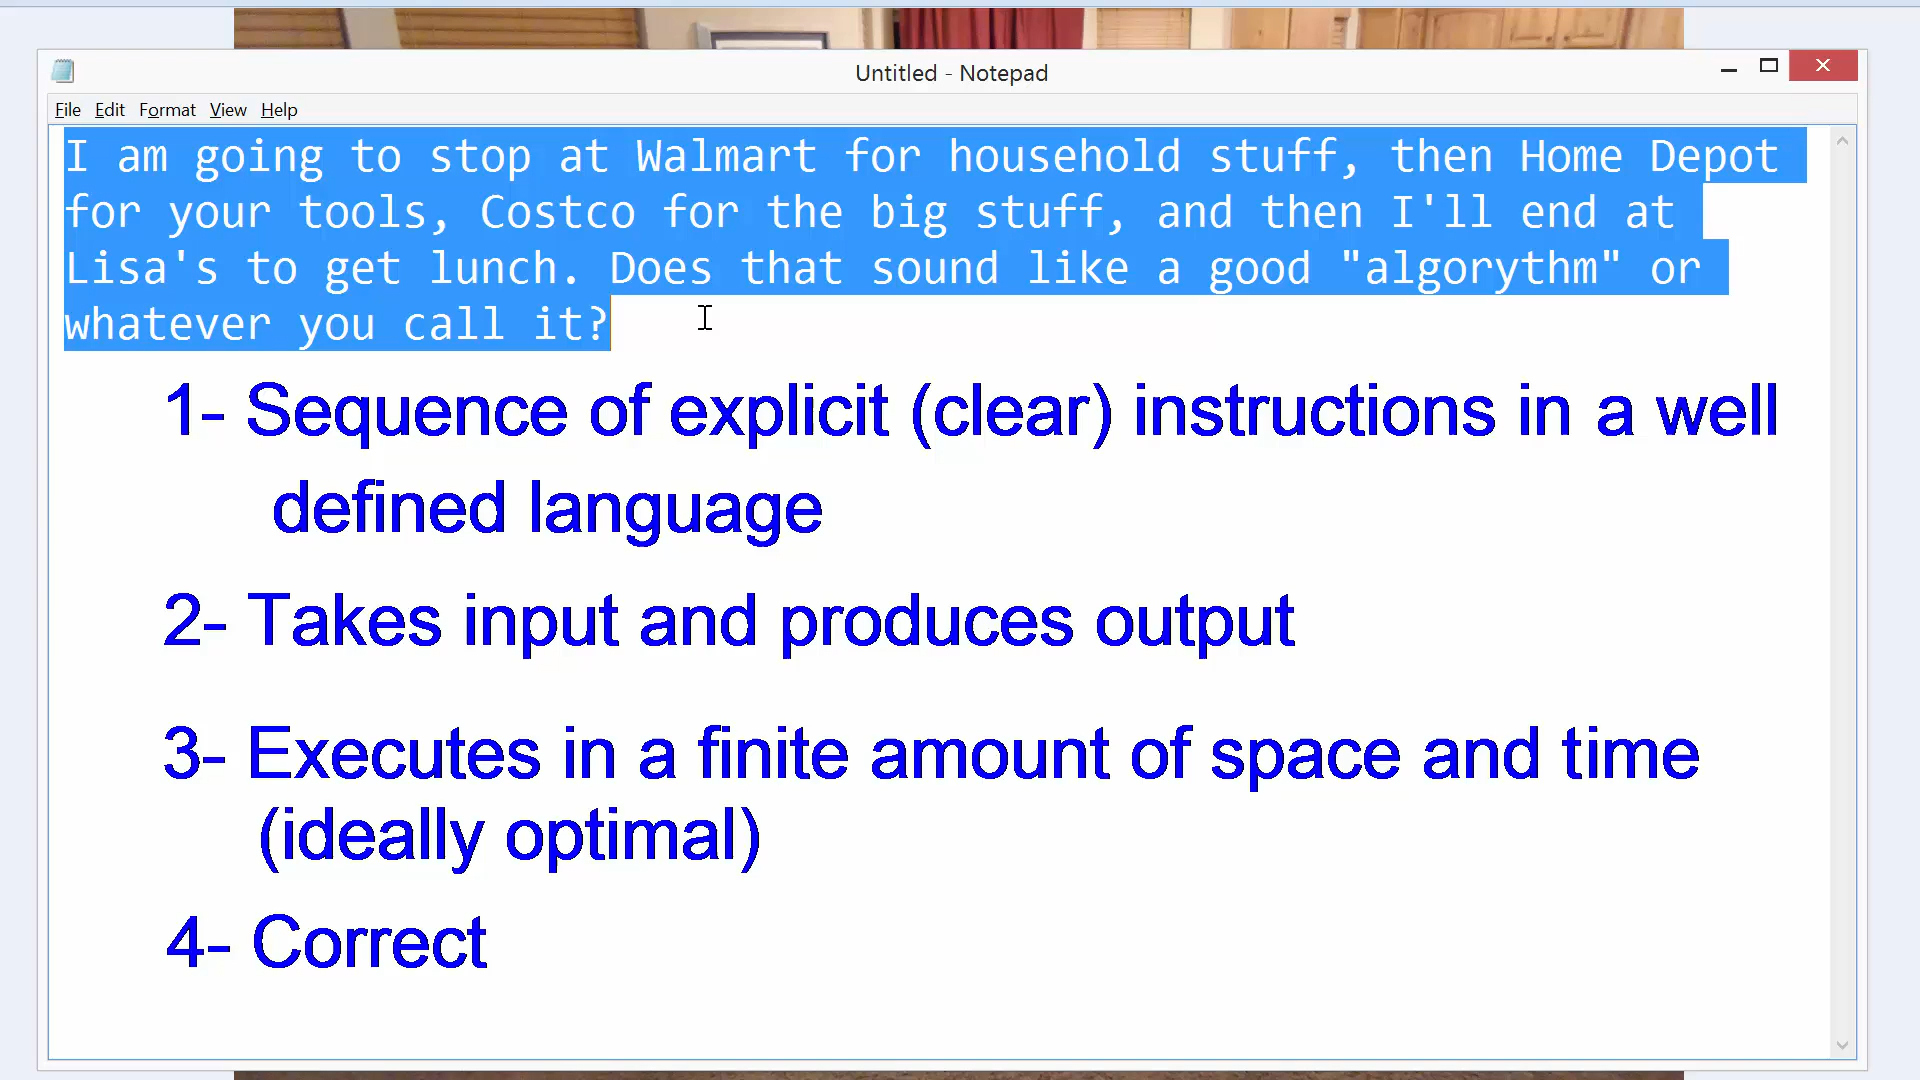 Untitled - Notepad
File Edit Format View Help
I am going to stop at Walmart for household stuff, then Home Depot
for your tools, Costco for the big stuff, and then I'll end at
Lisa's to get lunch. Does that sound like a good "algorythm" or
whatever you call it?
1- Sequence of explicit (clear) instructions in a well
defined language
2- Takes input and produces output
3- Executes in a finite amount of space and time
(ideally optimal)
4- Correct